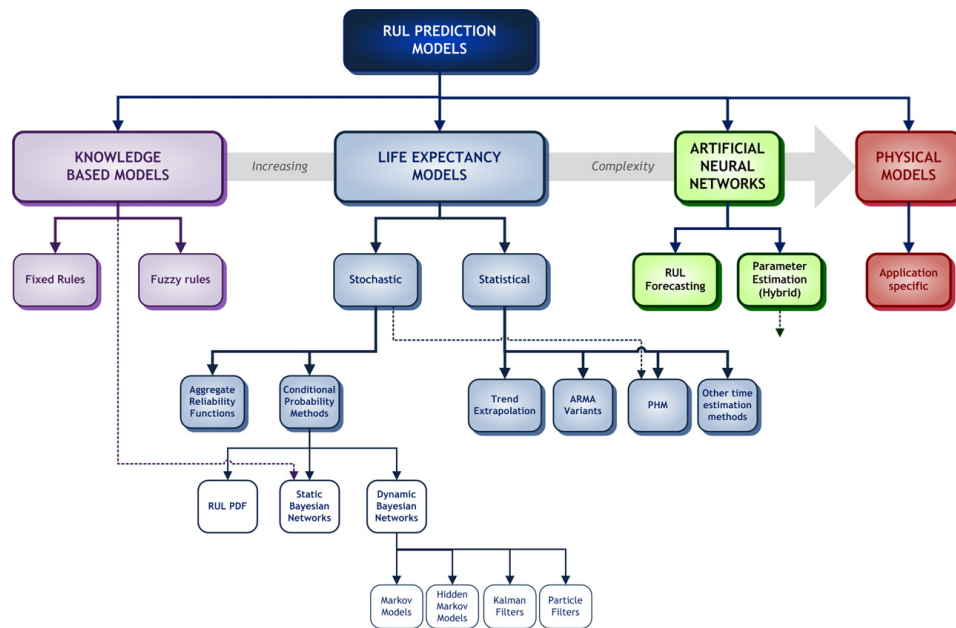 RUL PREDICTION
MODELS
KNOWLEDGE
BASED MODELS
Increasing
LIFE EXPECTANCY
MODELS
Complexity
ARTIFICIAL
NEURAL
NETWORKS
PHYSICAL
MODELS
Fixed Rules
Fuzzy rules
Stochastic
Statistical
RUL
Forecasting
Parameter
Estimation
(Hybrid)
Application
specific
Aggregate
Reliability
Functions
Conditional
Probability
Methods
Trend
Extrapolation
ARMA
Variants
PHM
Other time
estimation
methods
RUL PDF
Static
Bayesian
Networks
Dynamic
Bayesian
Networks
Markov
Models
Hidden
Markov
Models
Kalman
Filters
Particle
Filters